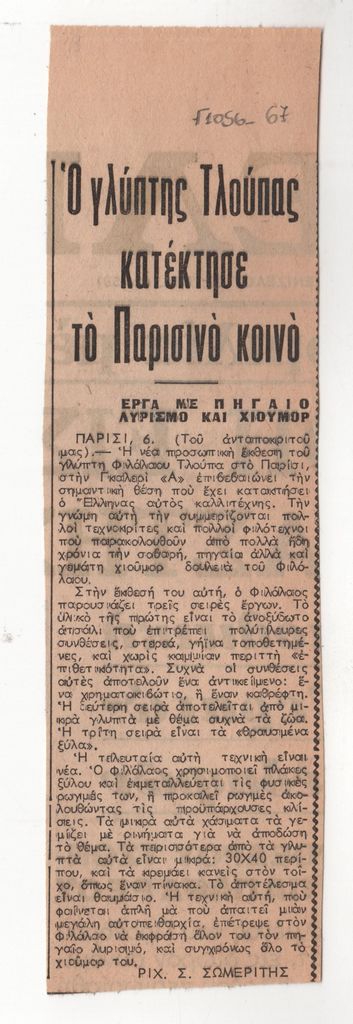 67
Ὁ γλύπτης Τλούπας
κατέκτησε
τὸ Παρισινὸ κοινὸ
ΕΡΓΑ ΜΕ ΠΗΓΑΙΟ
ΛΥΡΙΣΜΟ ΚΑΙ ΧΙΟΥΜΟΡ
ΠΑΡΙΣΙ, 6. (Τοῦ ἀνταποκριτοῦ
μας).— Ἡ νέα προσωπικὴ ἔκθεση τοῦ
γλύπτη Φιλόλαου Τλούπα στὸ Παρίσι,
στὴν Γκαλερὶ «Α» ἐπιβεβαιώνει τὴν
σημαντικὴ θέση ποὺ ἔχει κατακτήσει
ὁ Ἕλληνας αὐτὸς καλλιτέχνης. Τὴν
γνώμη αὐτὴ τὴν συμμερίζονται πολ-
λοὶ τεχνοκρίτες καὶ πολλοὶ φιλότεχνοι
ποὺ παρακολουθοῦν ἀπὸ πολλὰ ἤδη
χρόνια τὴν σοβαρή, πηγαία ἀλλὰ καὶ
γεμάτη χιούμορ δουλειὰ τοῦ Φιλό-
λαου.
Στὴν ἔκθεσή του αὐτή, ὁ Φιλόλαος
παρουσιάζει τρεῖς σειρὲς ἔργων. Τὸ
ὑλικὸ τῆς πρώτης εἶναι τὸ ἀνοξύδωτο
ἀτσάλι ποὺ ἐπιτρέπει πολύπλευρες
συνθέσεις, στερεά, γήϊνα τοποθετημέ-
νες, καὶ χωρὶς καμμίαν περιττὴ «ἐ-
πιθετικότητα». Συχνὰ οἱ συνθέσεις
αὐτὲς ἀποτελοῦν ἕνα ἀντικείμενο: ἕ-
να χρηματοκιβώτιο, ἢ ἕναν καθρέφτη.
Ἡ δεύτερη σειρὰ ἀποτελεῖται ἀπὸ μι-
κρὰ γλυπτὰ μὲ θέμα συχνὰ τὰ ζῶα.
Ἡ τρίτη σειρὰ εἶναι τὰ «θραυσμένα
ξύλα».
Ἡ τελευταία αὐτὴ τεχνικὴ εἶναι
νέα. Ὁ Φιλόλαος χρησιμοποιεῖ πλάκες
ξύλου καὶ ἐκμεταλλεύεται τὶς φυσικὲς
ρωγμές των, ἢ προκαλεῖ ρωγμὲς ἀκο-
λουθώντας τὶς προϋπάρχουσες κλί-
σεις. Τὰ μικρὰ αὐτὰ χάσματα τὰ γε-
μίζει μὲ ρινήματα γιὰ νὰ ἀποδώση
τὸ θέμα. Τὰ περισσότερα ἀπὸ τὰ γλυ-
πτὰ αὐτὰ εἶναι μικρά: 30Χ40 περί-
που, καὶ τὰ κρεμάει κανεὶς στὸν τοῖ-
χο, ὅπως ἕναν πίνακα. Τὸ ἀποτέλεσμα
εἶναι θαυμάσιο. Ἡ τεχνικὴ αὐτή, ποὺ
φαίνεται ἁπλὴ μὰ ποὺ ἀπαιτεῖ μιὰν
μεγάλη αὐτοπειθαρχία, ἐπέτρεψε στὸν
Φιλόλαο νὰ ἐκφράση ὅλον του τὸν πη-
γαῖο λυρισμό, καὶ συγχρόνως ὅλο τὸ
χιοῦμορ του.
ΡΙΧ. Σ. ΣΩΜΕΡΙΤΗΣ